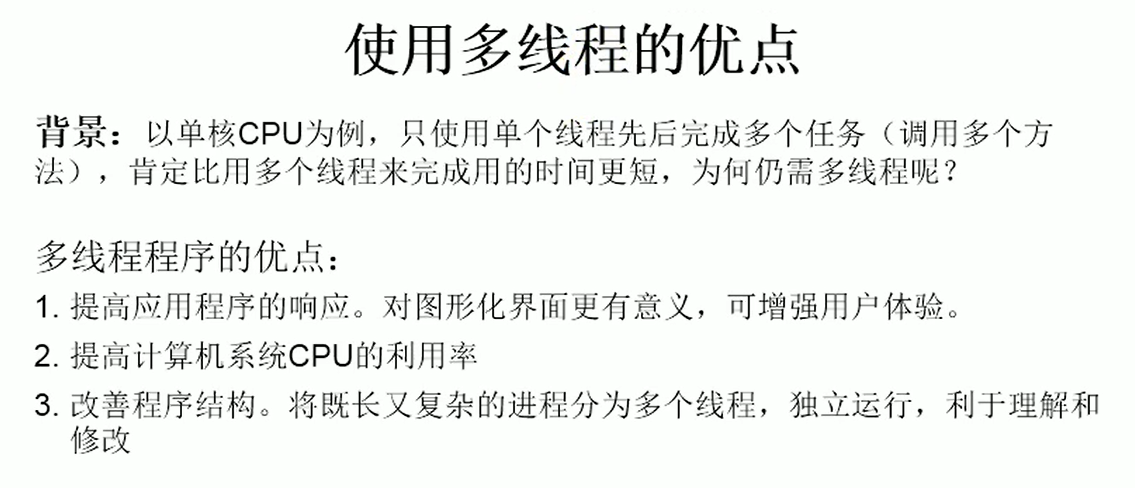 使用多线程的优点
背景：以单核CPU为例，只使用单个线程先后完成多个任务（调用多个方
法），肯定比用多个线程来完成用的时间更短，为何仍需多线程呢？
多线程程序的优点：
1. 提高应用程序的响应。对图形化界面更有意义，可增强用户体验。
2. 提高计算机系统CPU的利用率
3. 改善程序结构。将既长又复杂的进程分为多个线程，独立运行，利于理解和
修改